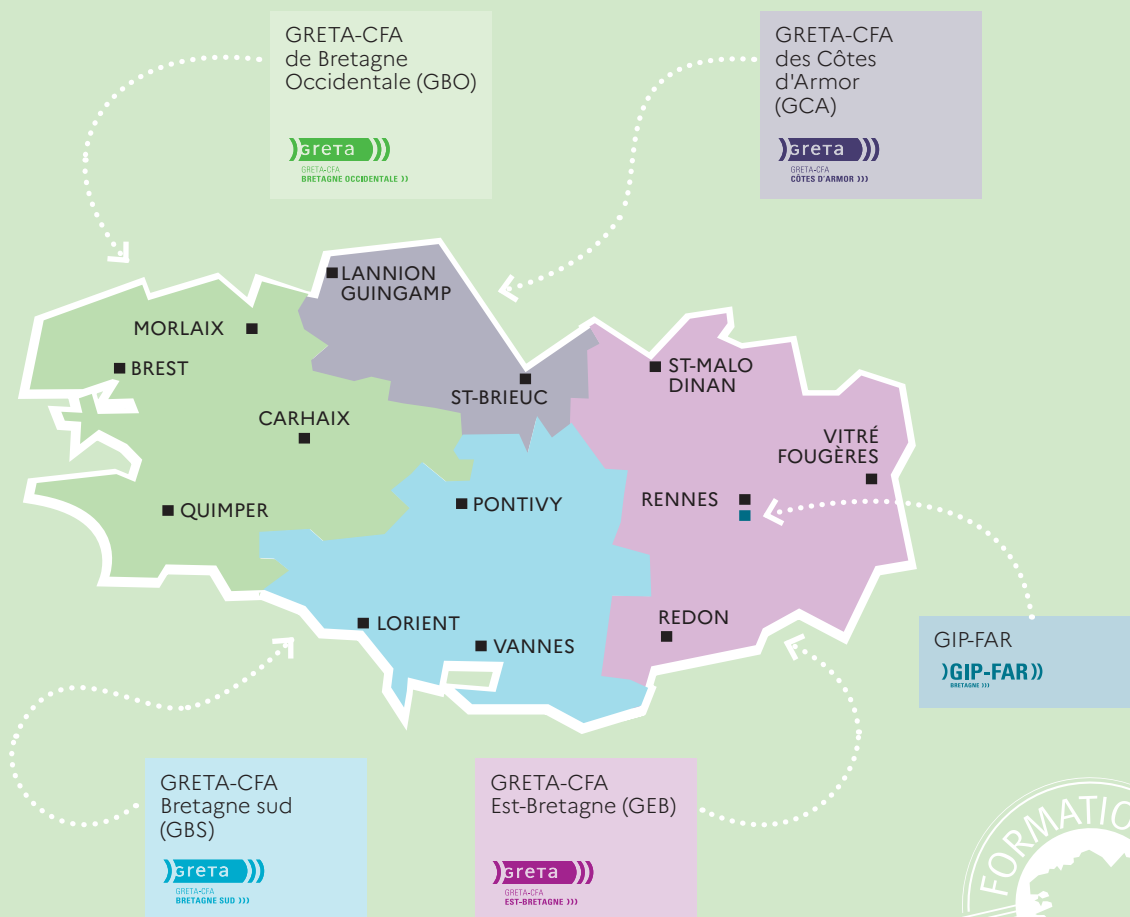 GRETA-CFA
de Bretagne
Occidentale (GBO)
GRETA
GRETA-CFA
BRETAGNE OCCIDENTALE
GRETA-CFA
des Côtes
d'Armor
(GCA)
GRETA
GRETA-CFA
CÔTES D'ARMOR
LANNION
GUINGAMP
MORLAIX
BREST
ST-BRIEUC
ST-MALO
DINAN
CARHAIX
VITRÉ
FOUGÈRES
QUIMPER
PONTIVY
RENNES
LORIENT
VANNES
REDON
GIP-FAR
GIP-FAR
BRETAGNE
GRETA-CFA
Bretagne sud
(GBS)
GRETA
GRETA-CFA
BRETAGNE SUD
GRETA-CFA
Est-Bretagne (GEB)
GRETA
GRETA-CFA
EST-BRETAGNE